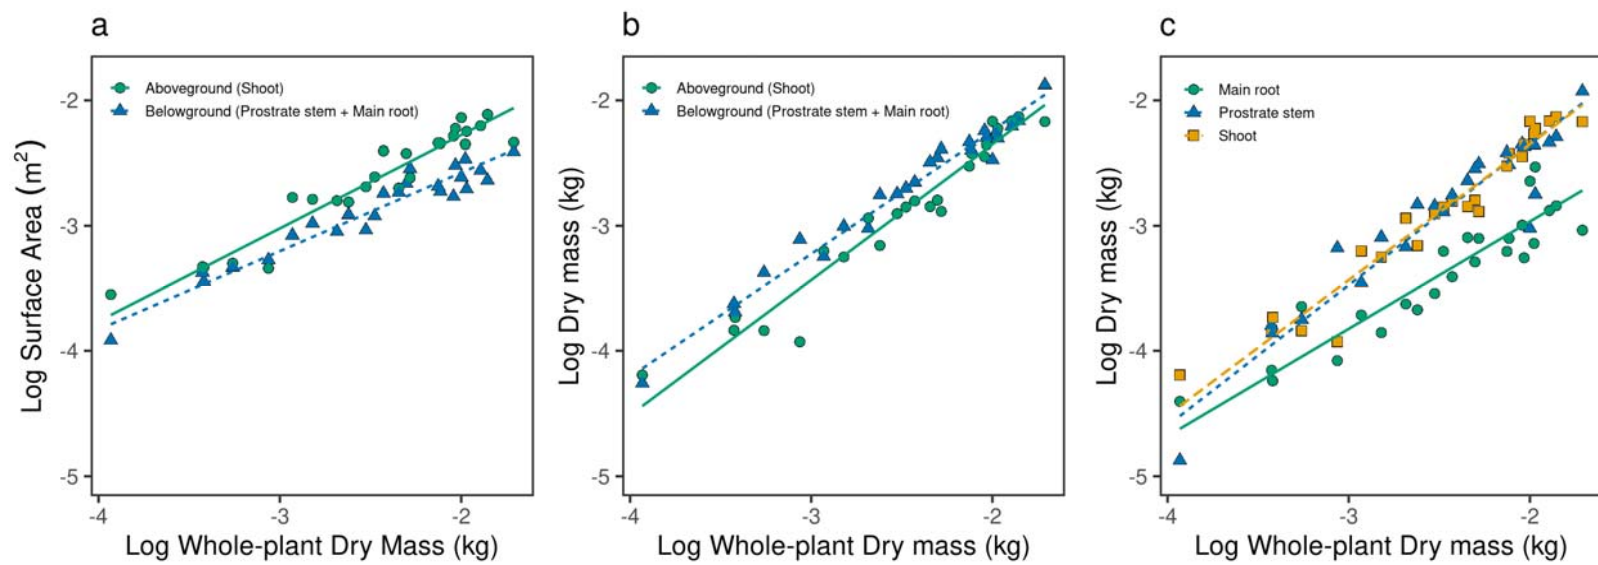 a
Aboveground (Shoot)
Belowground (Prostrate stem + Main root)
-2
-3
-4
-5
-4
-3
-2
Log Surface Area (m²)
Log Whole-plant Dry Mass (kg)
b
Aboveground (Shoot)
Belowground (Prostrate stem + Main root)
-2
-3
-4
-5
-4
-3
-2
Log Dry mass (kg)
Log Whole-plant Dry mass (kg)
c
Main root
Prostrate stem
Shoot
-2
-3
-4
-5
-4
-3
-2
Log Dry mass (kg)
Log Whole-plant Dry mass (kg)